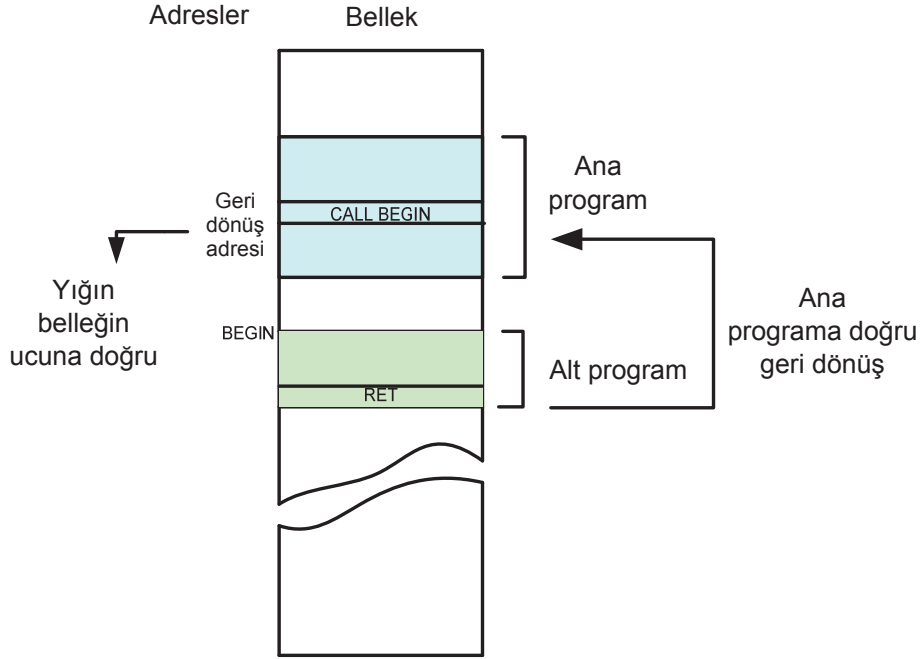 Adresler
Bellek
Geri
dönüş
adresi
CALL BEGIN
Ana
program
Yığın
belleğin
ucuna doğru
BEGIN
RET
Alt program
Ana
programa doğru
geri dönüş